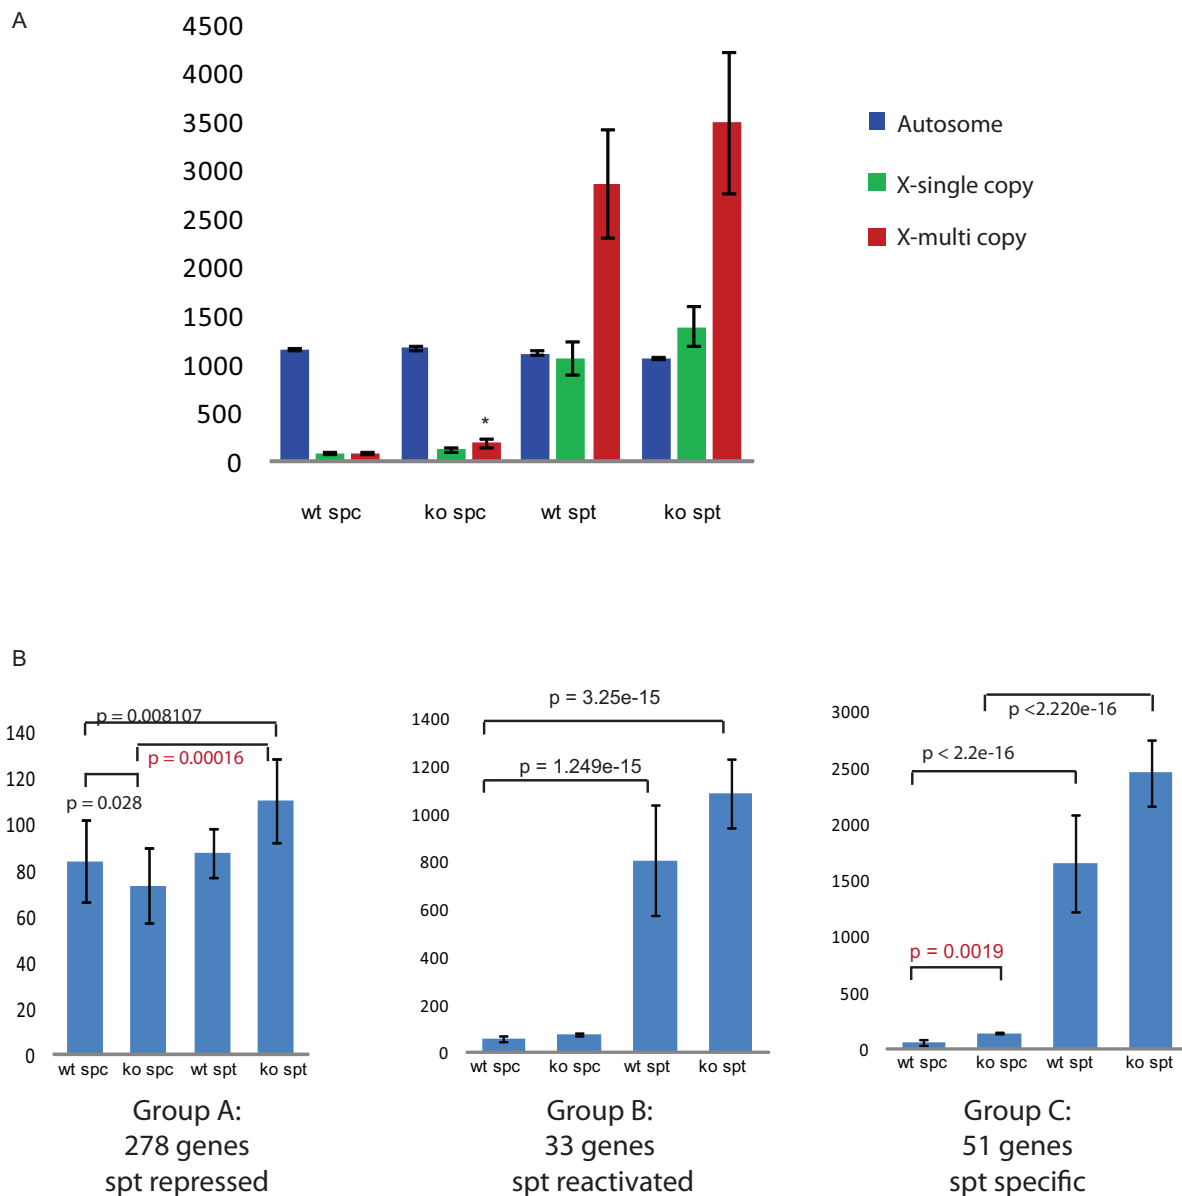 A
4500
4000
3500
3000
2500
2000
1500
1000
500
0
*
wt spc
ko spc
wt spt
ko spt
Autosome
X-single copy
X-multi copy
B
140
120
100
80
60
40
20
0
p = 0.008107
p = 0.00016
p = 0.028
wt spc
ko spc
wt spt
ko spt
Group A:
278 genes
spt repressed
1400
1200
1000
800
600
400
200
0
p = 3.25e-15
p = 1.249e-15
wt spc
ko spc
wt spt
ko spt
Group B:
33 genes
spt reactivated
3000
2500
2000
1500
1000
500
0
p <2.220e-16
p < 2.2e-16
p = 0.0019
wt spc
ko spc
wt spt
ko spt
Group C:
51 genes
spt specific